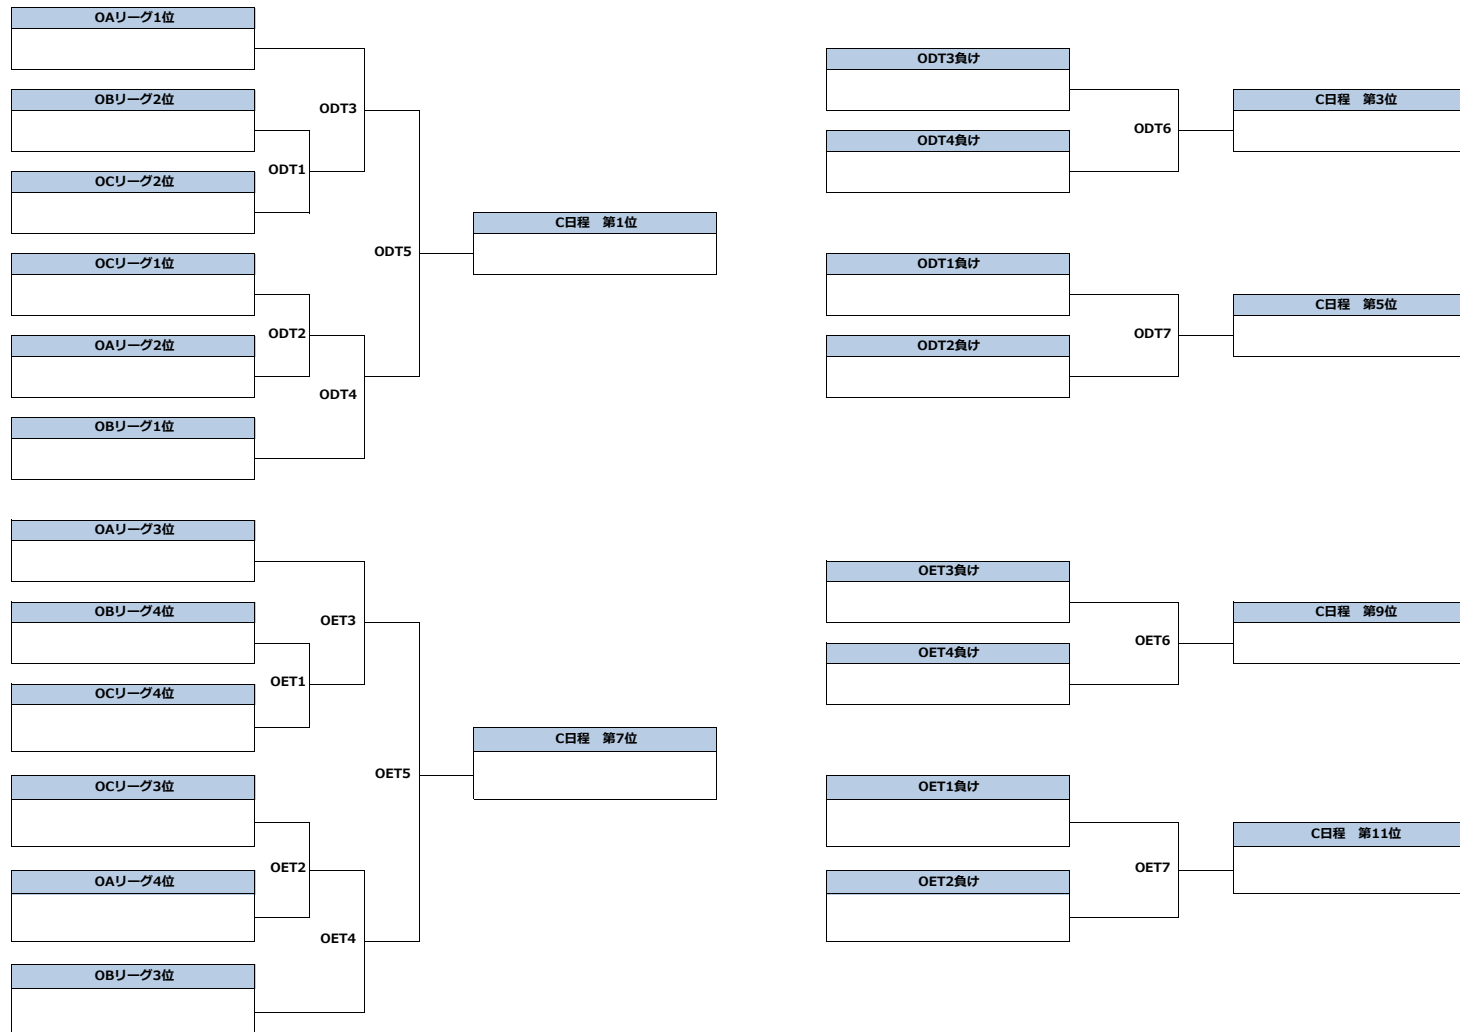 OAリーグ1位
OBリーグ2位
ODT3
ODT1
OCリーグ2位
C日程　第1位
ODT5
OCリーグ1位
ODT2
OAリーグ2位
ODT4
OBリーグ1位
ODT3負け
C日程　第3位
ODT6
ODT4負け
ODT1負け
C日程　第5位
ODT7
ODT2負け
OAリーグ3位
OBリーグ4位
OET3
OET1
OCリーグ4位
C日程　第7位
OET5
OCリーグ3位
OET2
OAリーグ4位
OET4
OBリーグ3位
OET3負け
C日程　第9位
OET6
OET4負け
OET1負け
C日程　第11位
OET7
OET2負け